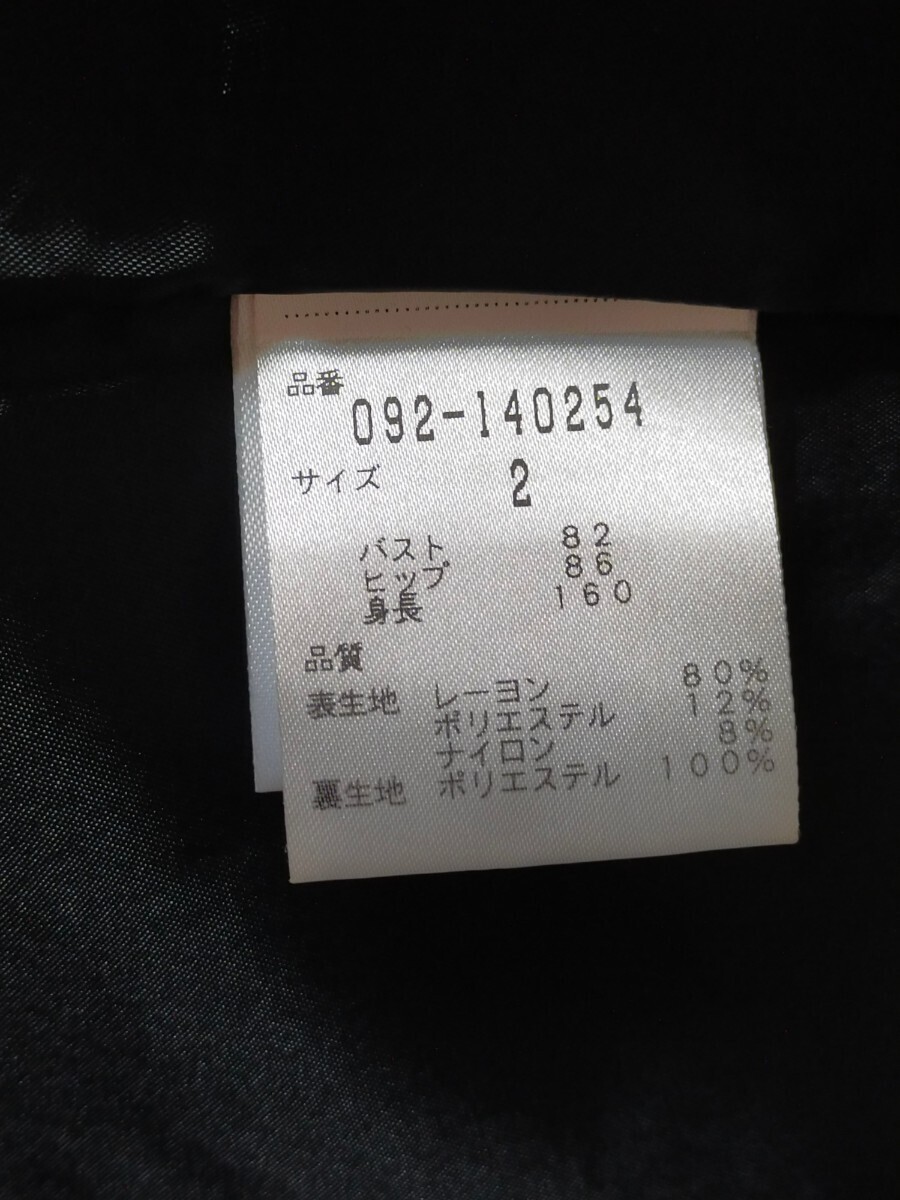 品番
092-140254
サイズ 2
バスト 82
ヒップ 86
身長 160
品質
表生地 レーヨン 80%
ポリエステル 12%
ナイロン 8%
裏生地 ポリエステル 100%